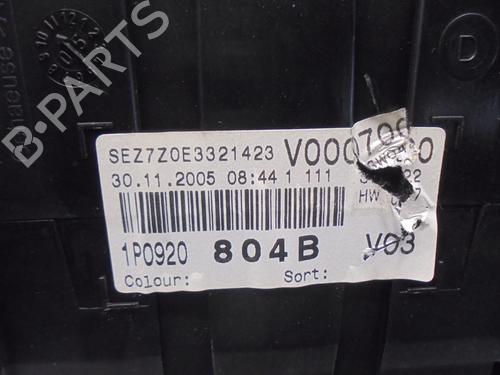 B-PARTS
D
SEZ7Z0E3321423
30.11.2005 08:44 1 111
HW
1P0920 804B V03
Colour: Sort: